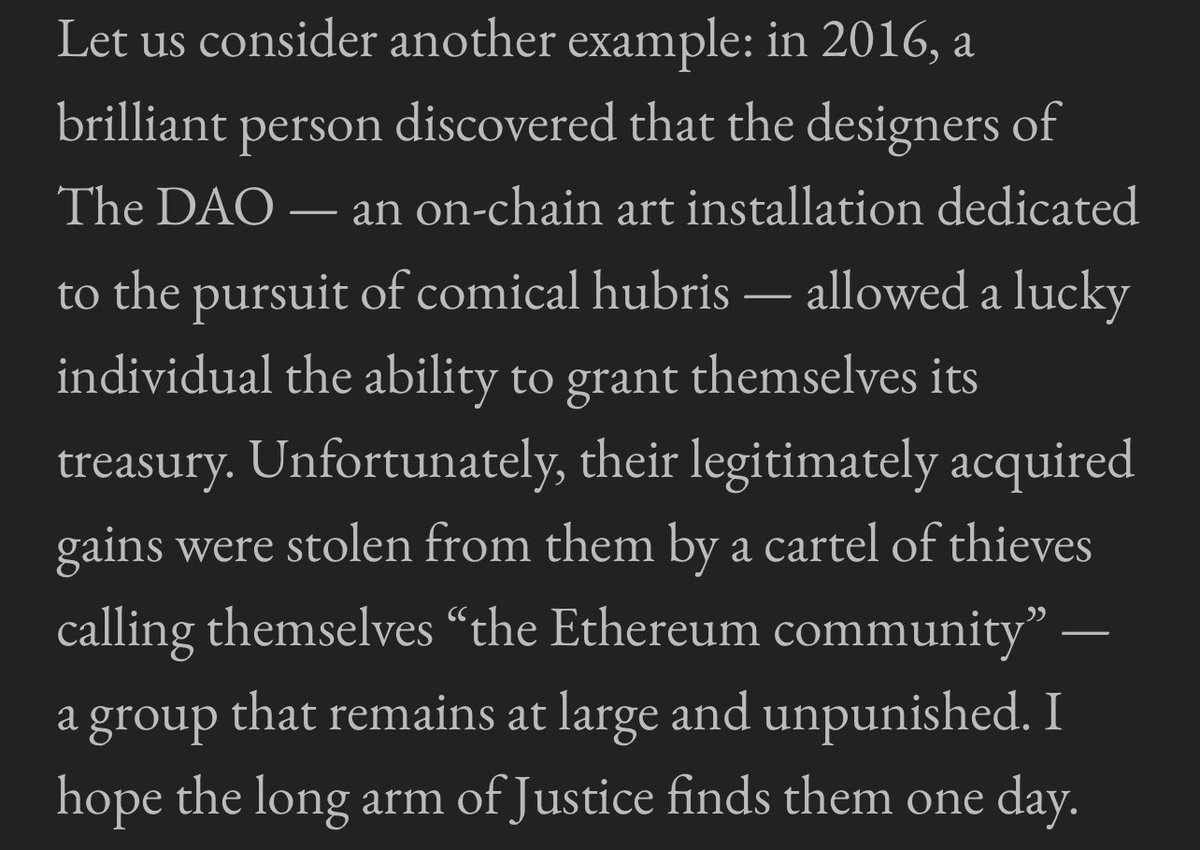 Let us consider another example: in 2016, a
brilliant person discovered that the designers of
The DAO — an on-chain art installation dedicated
to the pursuit of comical hubris — allowed a lucky
individual the ability to grant themselves its
treasury. Unfortunately, their legitimately acquired
gains were stolen from them by a cartel of thieves
calling themselves “the Ethereum community” —
a group that remains at large and unpunished. I
hope the long arm of Justice finds them one day.